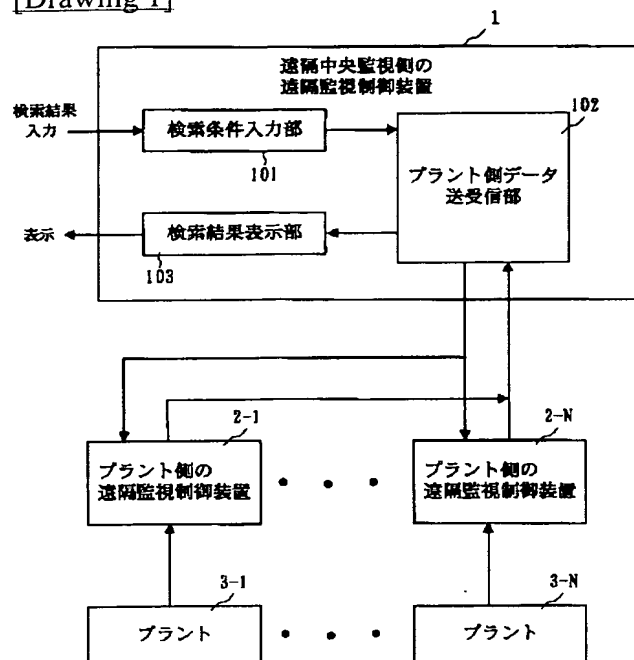 [Drawing 1]
1
遠隔中央監視側の
遠隔監視制御装置
検索結果
入力
検索条件入力部
101
102
プラント側データ
送受信部
表示
検索結果表示部
103
2-1
プラント側の
遠隔監視制御装置
2-N
プラント側の
遠隔監視制御装置
3-1
プラント
3-N
プラント